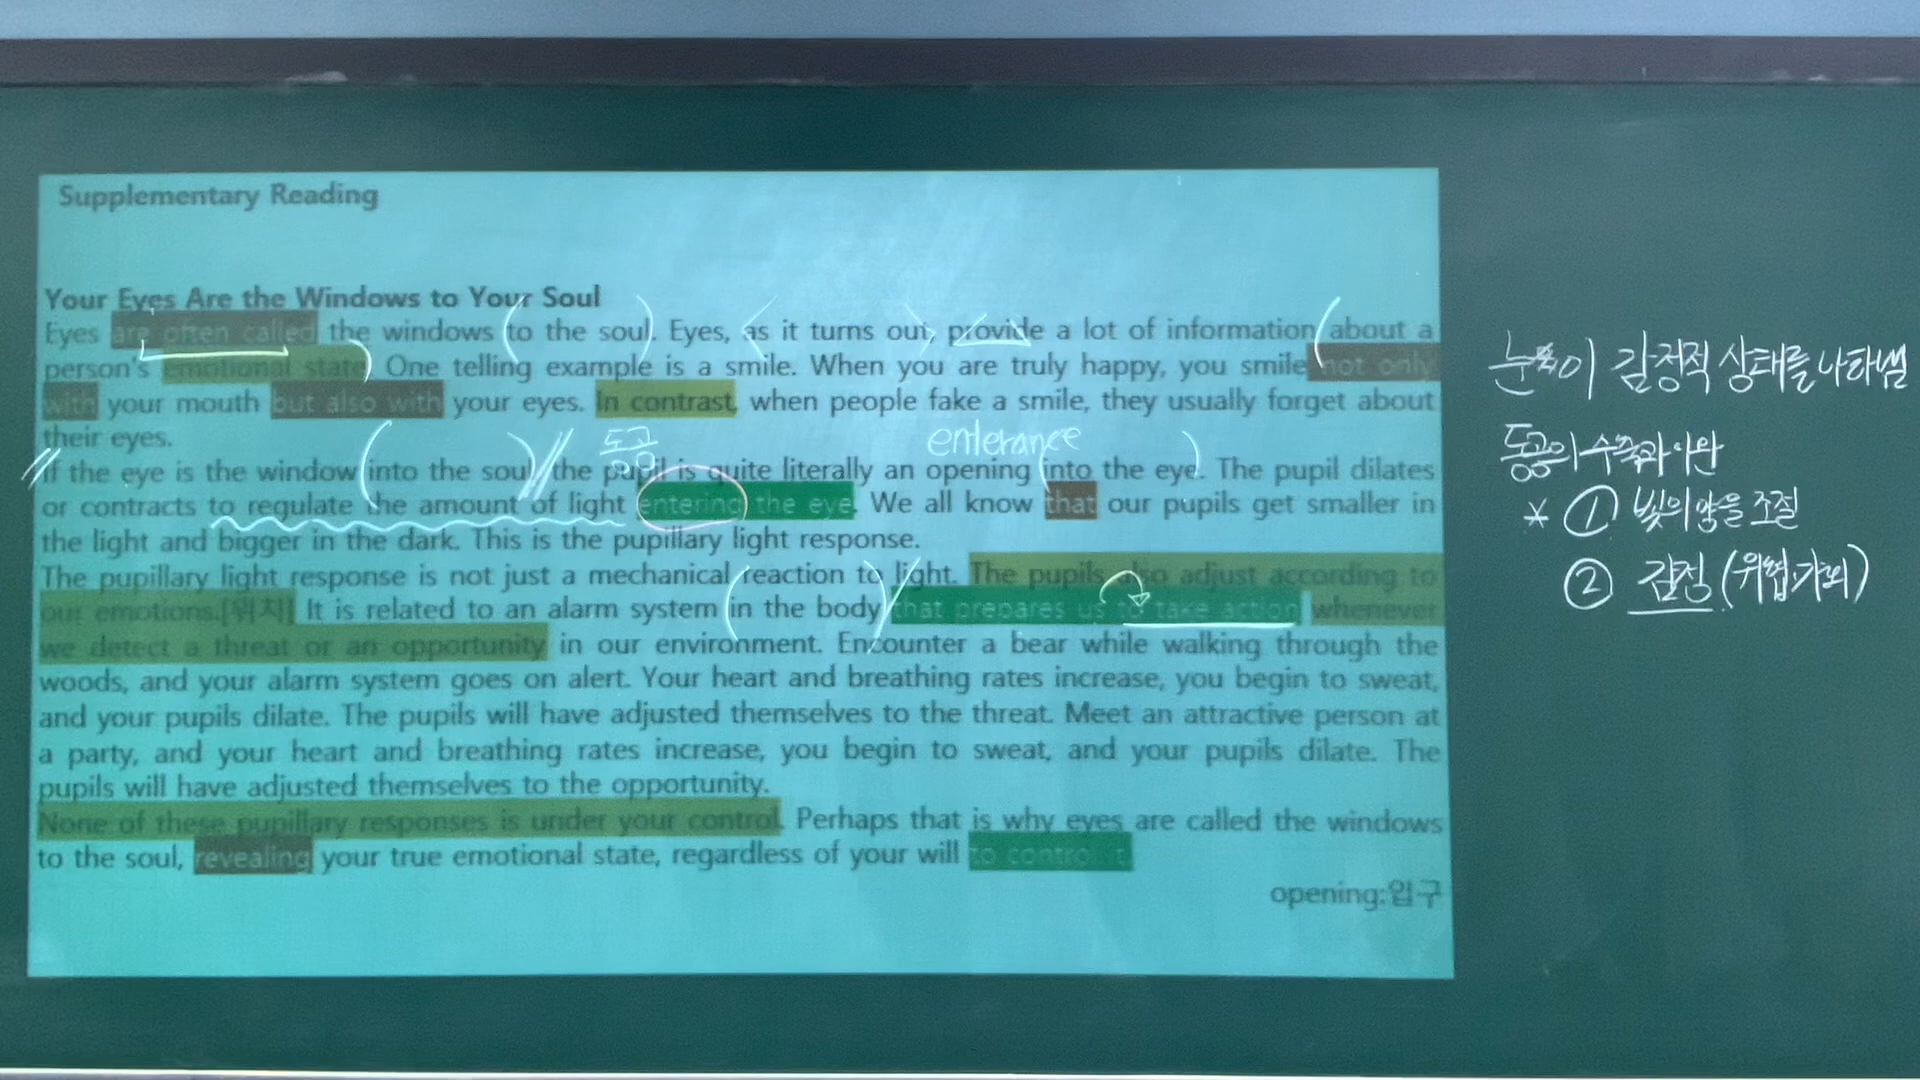 Supplementary Reading
Your Eyes Are the Windows to Your Soul
Eyes are often called the windows to the soul. Eyes, as it turns out, provide a lot of information about a
person's emotional state. One telling example is a smile. When you are truly happy, you smile not only
with your mouth but also with your eyes. In contrast, when people fake a smile, they usually forget about
their eyes.
동공
enterance
If the eye is the window into the soul, the pupil is quite literally an opening into the eye. The pupil dilates
or contracts to regulate the amount of light entering the eye. We all know that our pupils get smaller in
the light and bigger in the dark. This is the pupillary light response.
The pupillary light response is not just a mechanical reaction to light. The pupils also adjust according to
our emotions.[위치] It is related to an alarm system in the body that prepares us to take action whenever
we detect a threat or an opportunity in our environment. Encounter a bear while walking through the
woods, and your alarm system goes on alert. Your heart and breathing rates increase, you begin to sweat,
and your pupils dilate. The pupils will have adjusted themselves to the threat. Meet an attractive person at
a party, and your heart and breathing rates increase, you begin to sweat, and your pupils dilate. The
pupils will have adjusted themselves to the opportunity.
None of these pupillary responses is under your control. Perhaps that is why eyes are called the windows
to the soul, revealing your true emotional state, regardless of your will to control it.
opening:입구
눈이 감정적 상태를 나타냄
동공의 수축과 이완
* ① 빛의 양을 조절
② 감정 (위협, 기회)